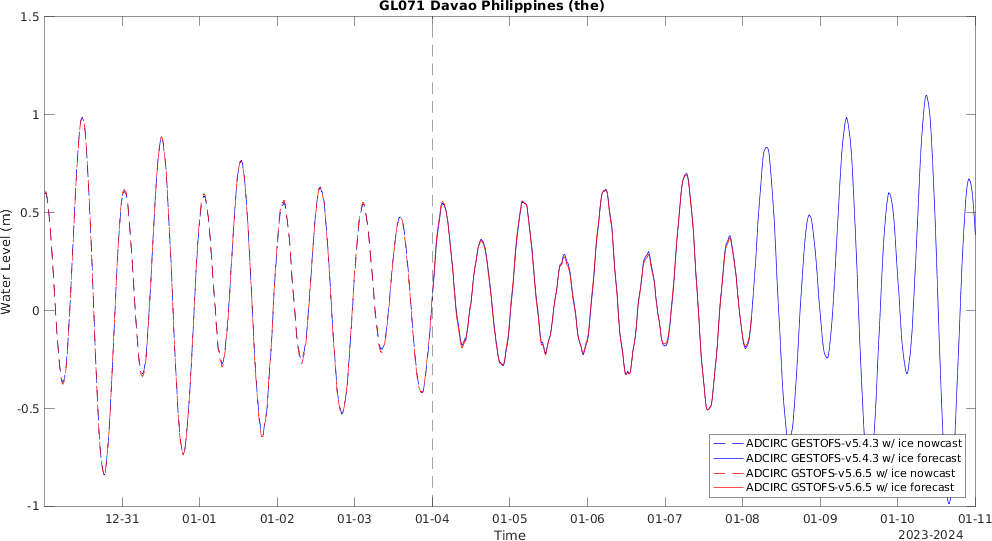 GL071 Davao Philippines (the)
1.5
1
0.5
0
-0.5
-1
Water Level (m)
ADCIRC GESTOFS-v5.4.3 w/ ice nowcast
ADCIRC GESTOFS-v5.4.3 w/ ice forecast
ADCIRC GSTOFS-v5.6.5 w/ ice nowcast
ADCIRC GSTOFS-v5.6.5 w/ ice forecast
12-31 01-01 01-02 01-03 01-04 01-05 01-06 01-07 01-08 01-09 01-10 01-11
Time
2023-2024